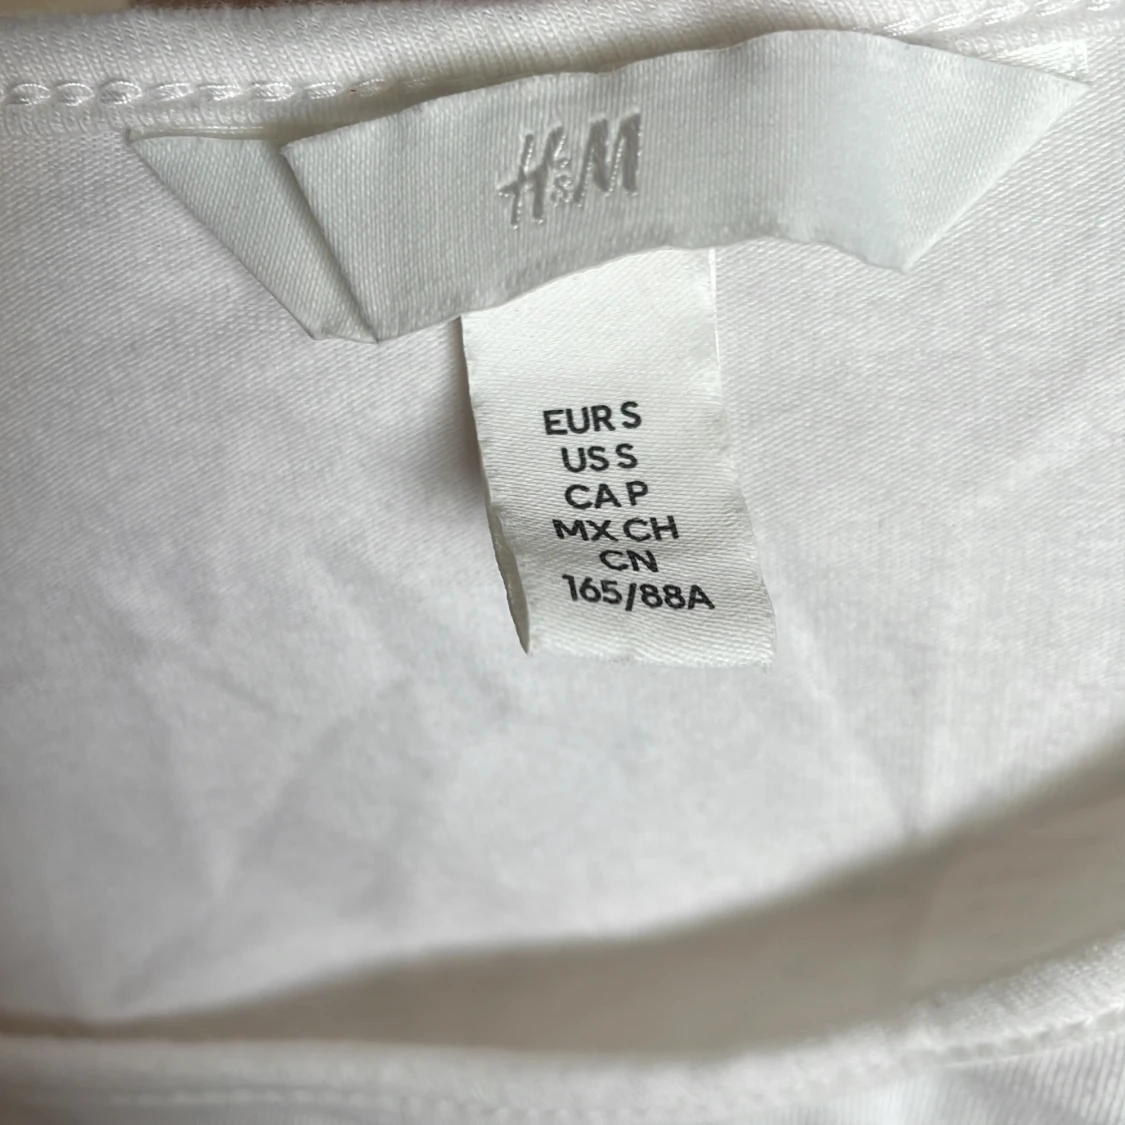 H&M
EUR S
US S
CA P
MX CH
CN
165/88A